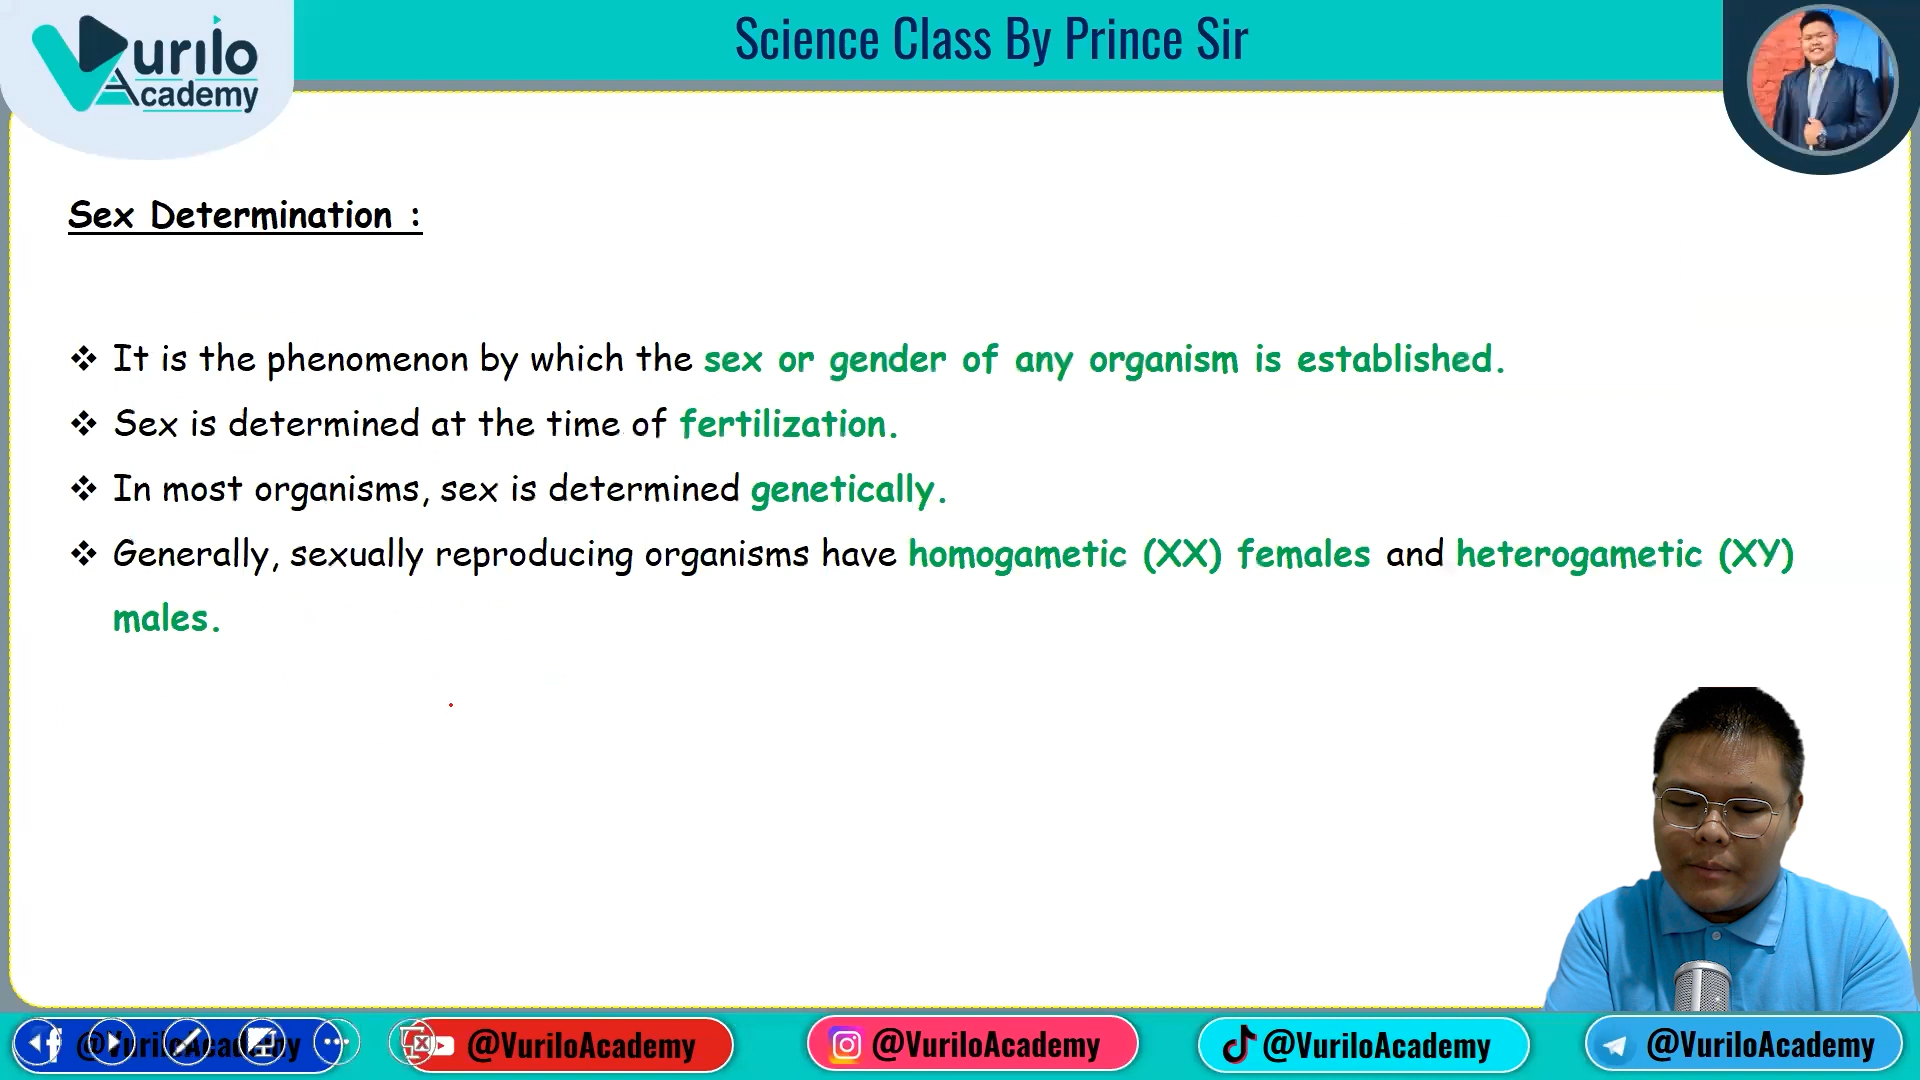 Vurilo
Academy
Science Class By Prince Sir
Sex Determination :
❖ It is the phenomenon by which the sex or gender of any organism is established.
❖ Sex is determined at the time of fertilization.
❖ In most organisms, sex is determined genetically.
❖ Generally, sexually reproducing organisms have homogametic (XX) females and heterogametic (XY)
males.
@VuriloAcademy @VuriloAcademy @VuriloAcademy @VuriloAcademy @VuriloAcademy